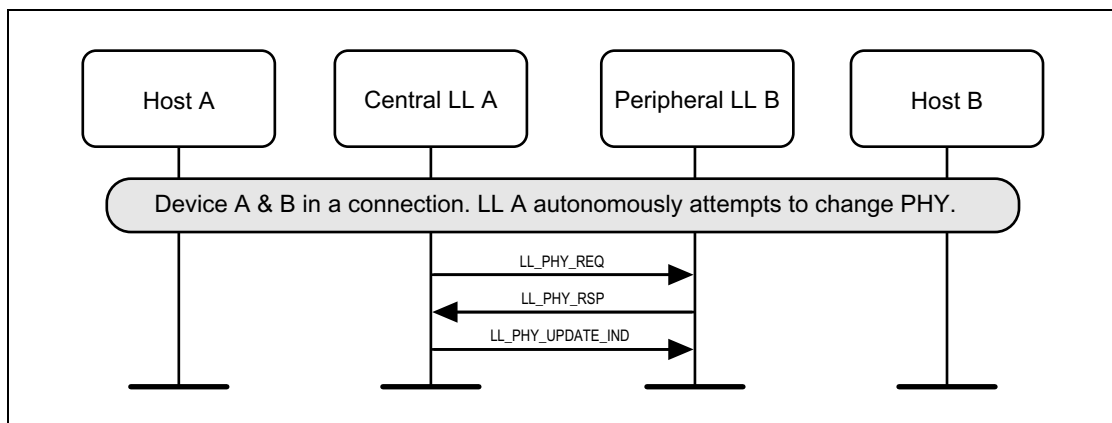 Host A
Central LL A
Peripheral LL B
Host B
Device A & B in a connection. LL A autonomously attempts to change PHY.
LL_PHY_REQ
LL_PHY_RSP
LL_PHY_UPDATE_IND